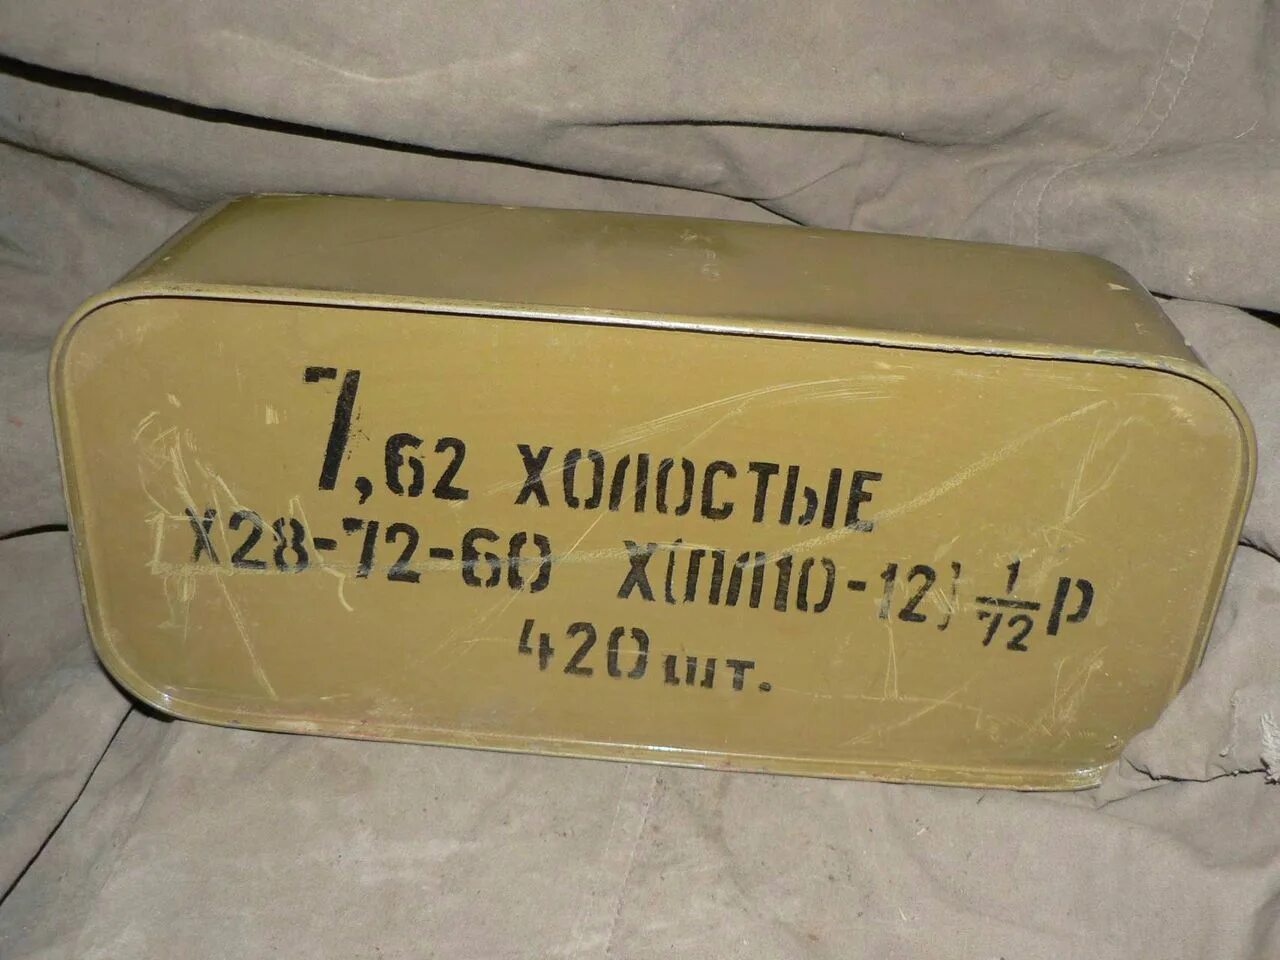 7,62 ХОЛОСТЫЕ
Х28-72-60 Х(ПЛ10-12) 1/72 Р
420 шт.